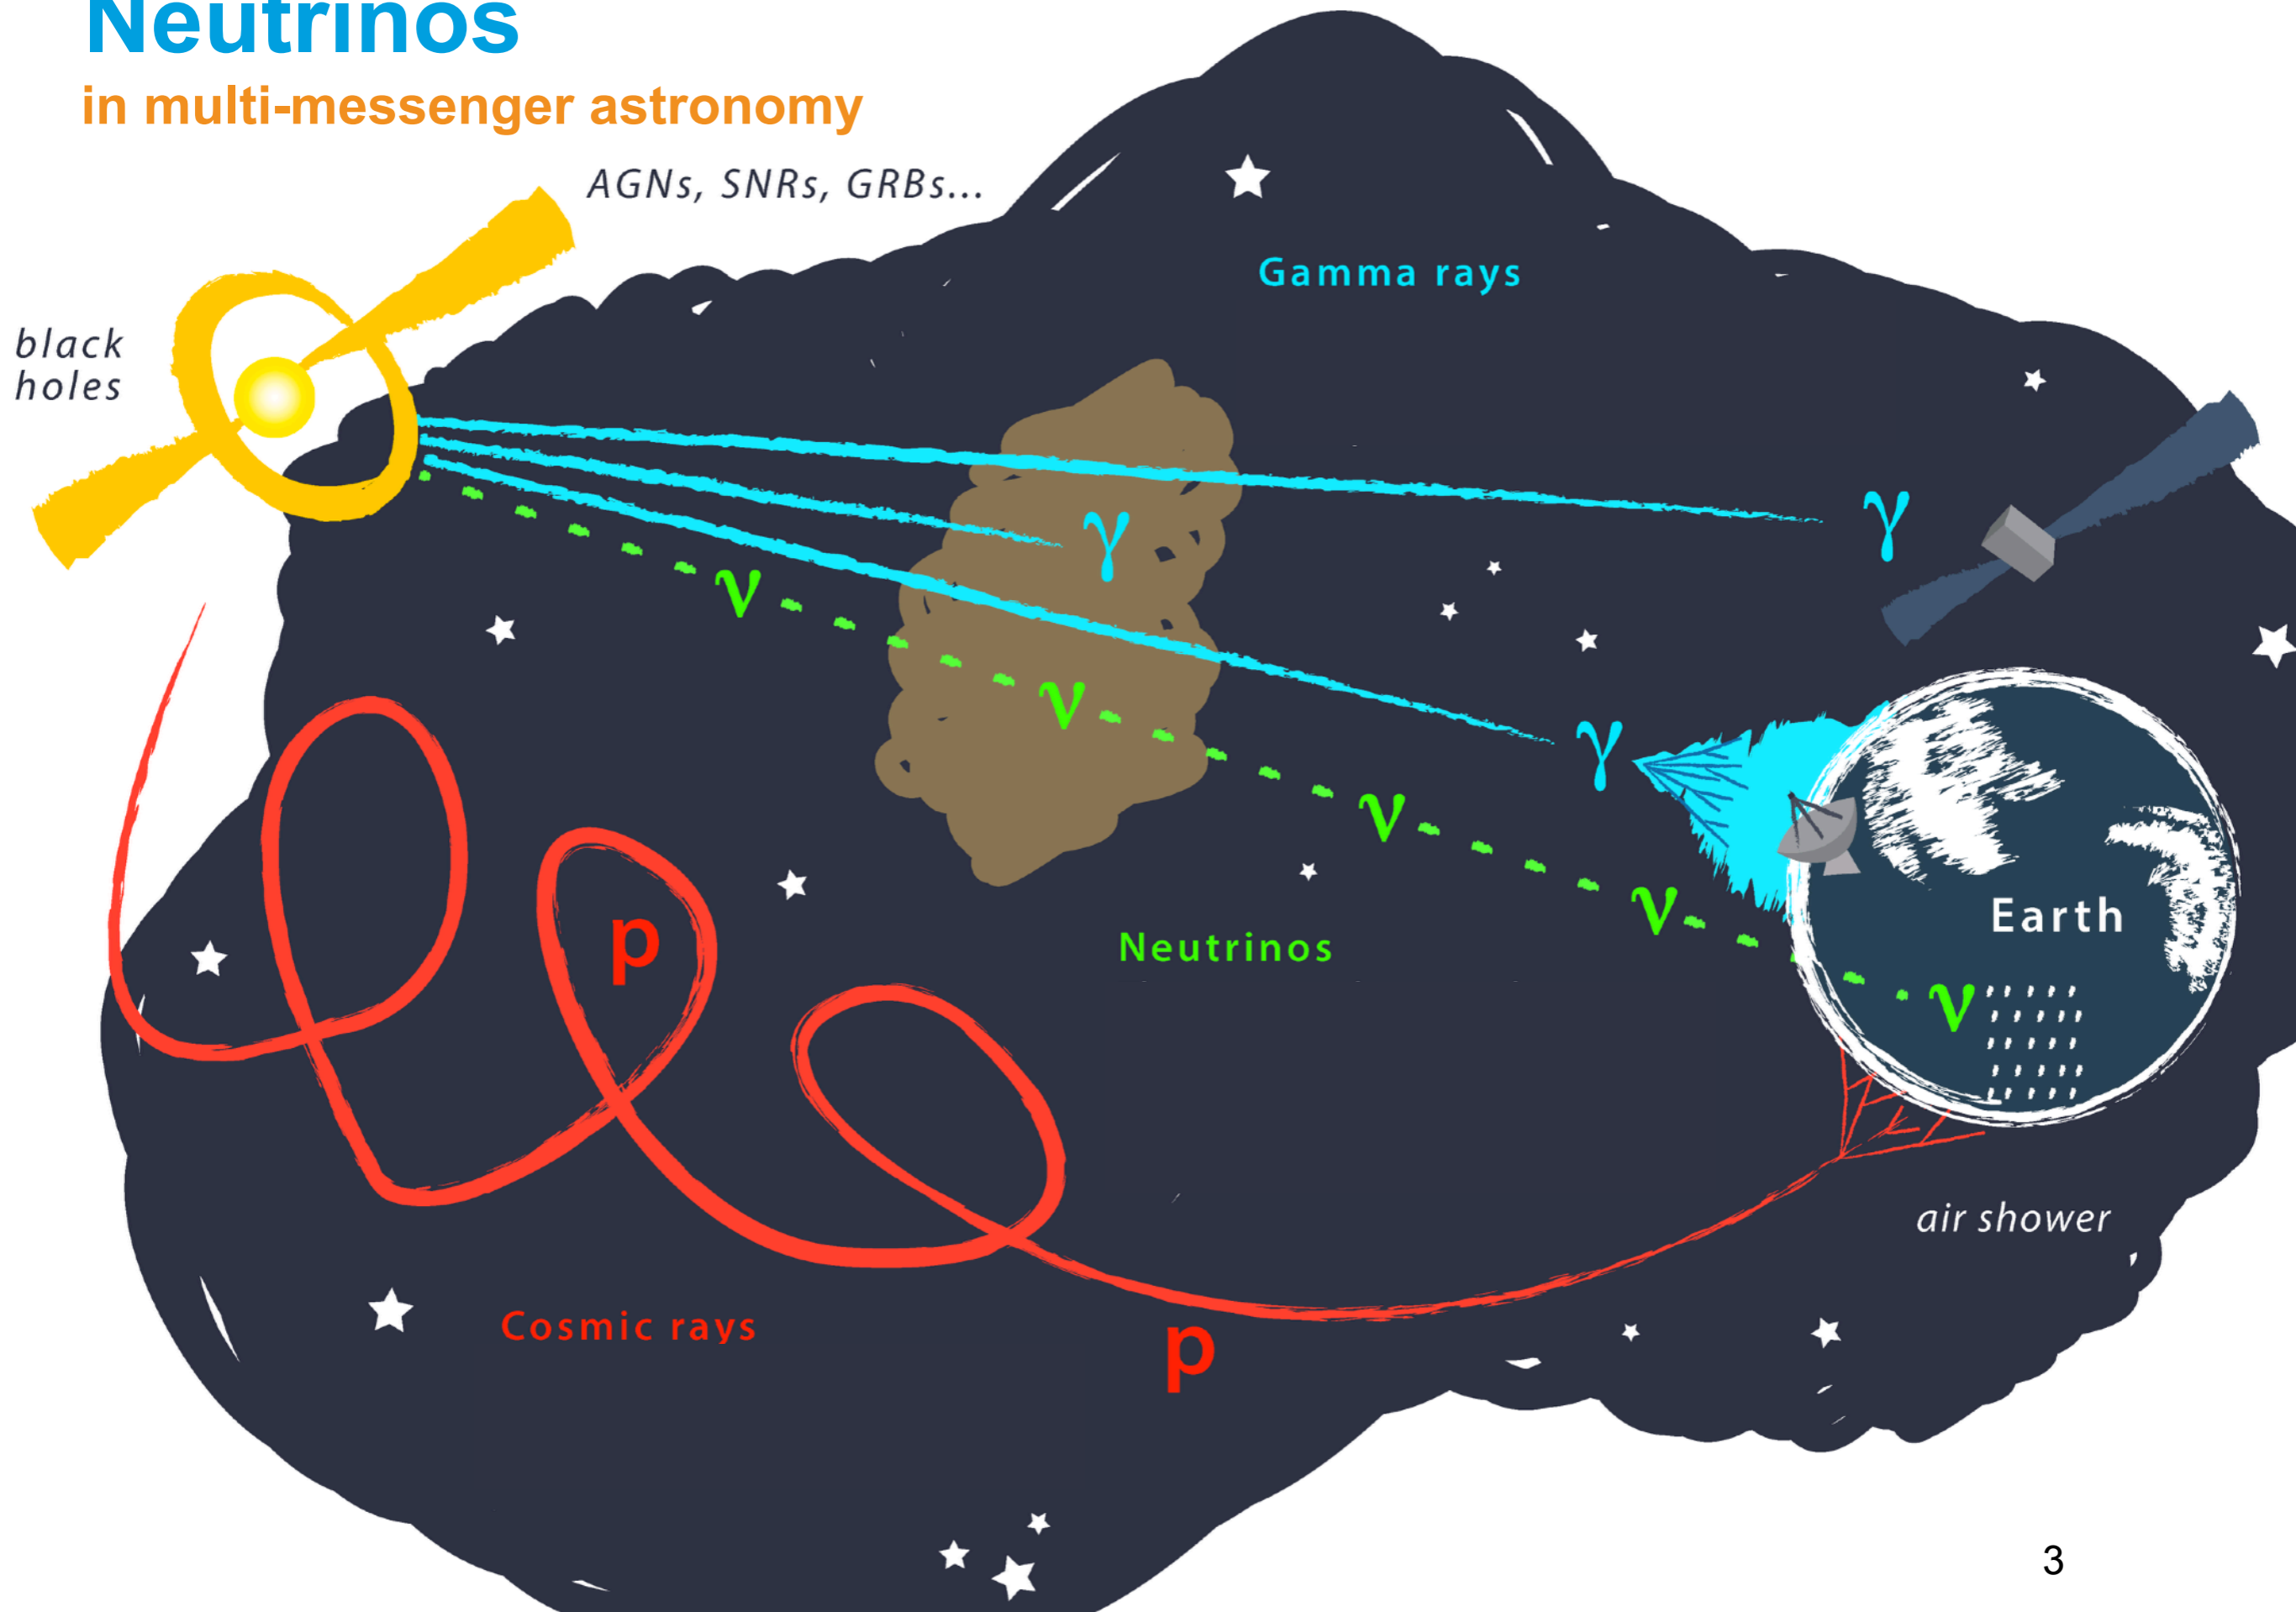 Neutrinos
in multi-messenger astronomy
AGNs, SNRs, GRBs...
Gamma rays
black
holes
γ
γ
ν
ν
γ
ν
ν
Earth
p
Neutrinos
ν
air shower
Cosmic rays
p
3